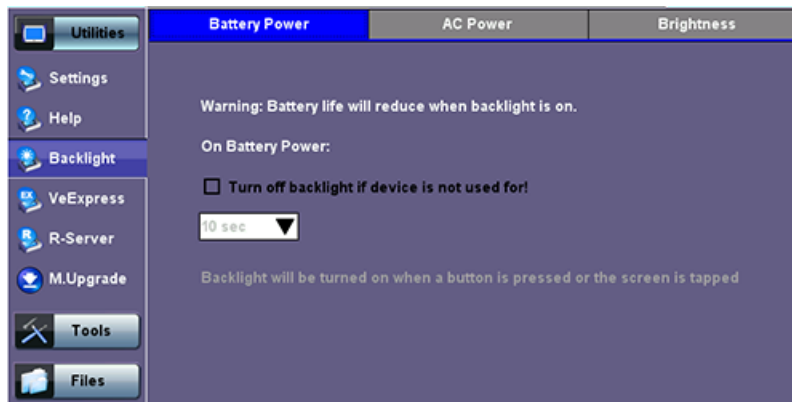 Utilities
Settings
Help
Backlight
VeExpress
R-Server
M.Upgrade
Tools
Files
Battery Power
AC Power
Brightness
Warning: Battery life will reduce when backlight is on.
On Battery Power:
Turn off backlight if device is not used for!
10 sec
Backlight will be turned on when a button is pressed or the screen is tapped